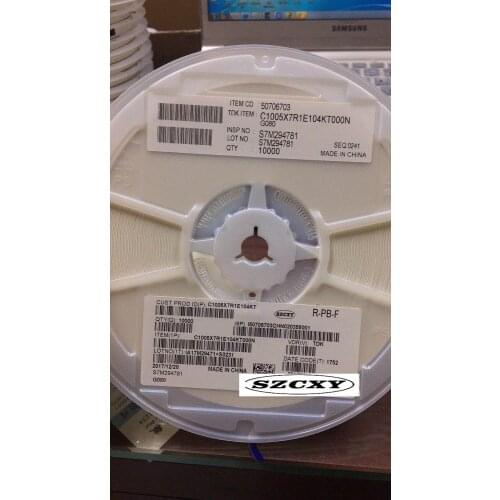 SAMSUNG
ITEM CD 50706703
TDK ITEM C1005X7R1E104KT000N
G080
INSP NO S7M294781
LOT NO S7M294781
QTY 10000
SEQ:0241
MADE IN CHINA
CUST PROD ID(P): C1005X7R1E104KT
QTY(Q): 10000
SZCXY
R-PB-F
ITEM(1P): C1005X7R1E104KT000N
V(V): TDK
DATE CODE(T): 1752
2017/12/20
MADE IN CHINA
S7M294781
G080
SZCXY